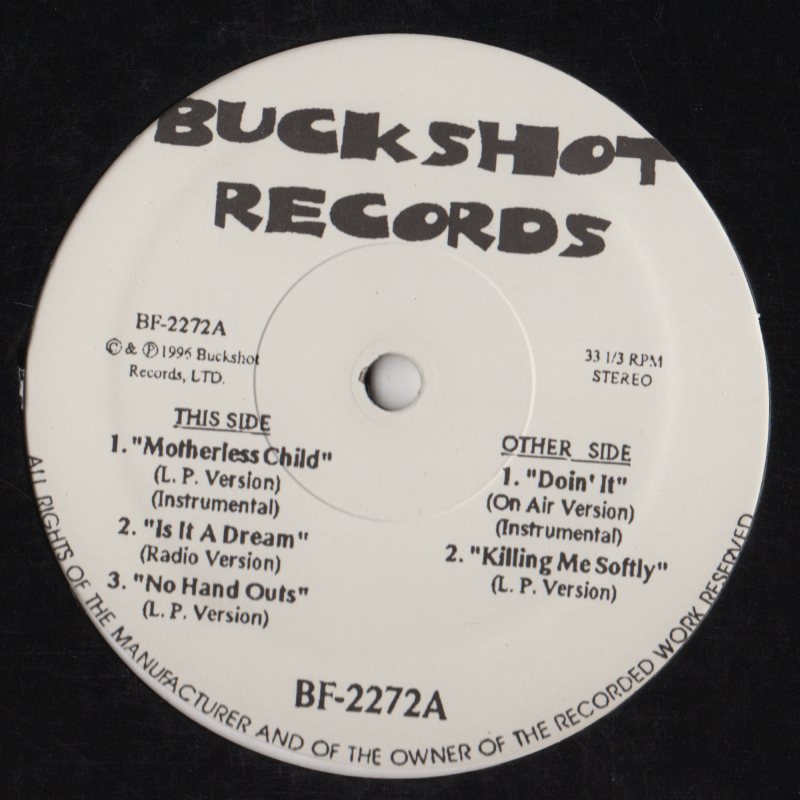 BUCKSHOT
RECORDS
BF-2272A
© & ℗ 1996 Buckshot
Records, LTD.
33 1/3 RPM
STEREO
THIS SIDE
1. "Motherless Child"
(L. P. Version)
(Instrumental)
2. "Is It A Dream"
(Radio Version)
3. "No Hand Outs"
(L. P. Version)
OTHER SIDE
1. "Doin' It"
(On Air Version)
(Instrumental)
2. "Killing Me Softly"
(L. P. Version)
BF-2272A
ALL RIGHTS OF THE MANUFACTURER AND OF THE OWNER OF THE RECORDED WORK RESERVED